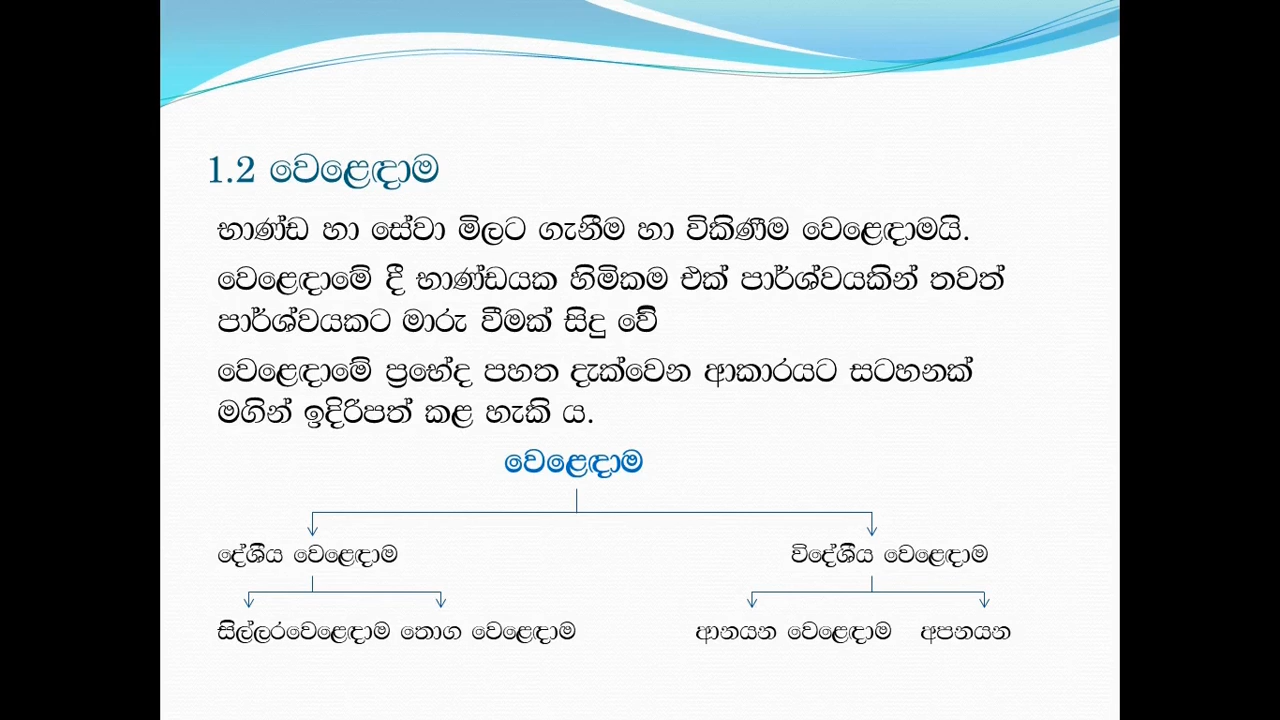 1.2 වෙළෙඳාම
භාණ්ඩ හා සේවා මිලට ගැනීම හා විකිණීම වෙළෙඳාමයි.
වෙළෙඳාමේ දී භාණ්ඩයක හිමිකම එක් පාර්ශ්වයකින් තවත්
පාර්ශ්වයකට මාරු වීමක් සිදු වේ
වෙළෙඳාමේ ප්‍රභේද පහත දැක්වෙන ආකාරයට සටහනක්
මගින් ඉදිරිපත් කළ හැකි ය.
වෙළෙඳාම
දේශීය වෙළෙඳාම විදේශීය වෙළෙඳාම
සිල්ලරවෙළෙඳාම තොග වෙළෙඳාම ආනයන වෙළෙඳාම අපනයන